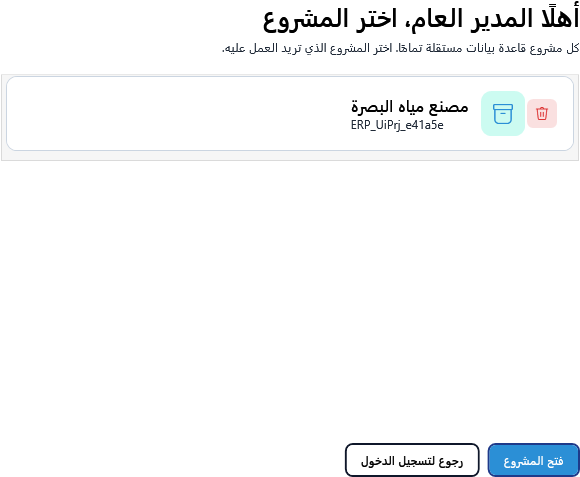 أهلًا المدير العام، اختر المشروع
كل مشروع قاعدة بيانات مستقلة تمامًا. اختر المشروع الذي تريد العمل عليه.
مصنع مياه البصرة
ERP_UiPrj_e41a5e
فتح المشروع
رجوع لتسجيل الدخول